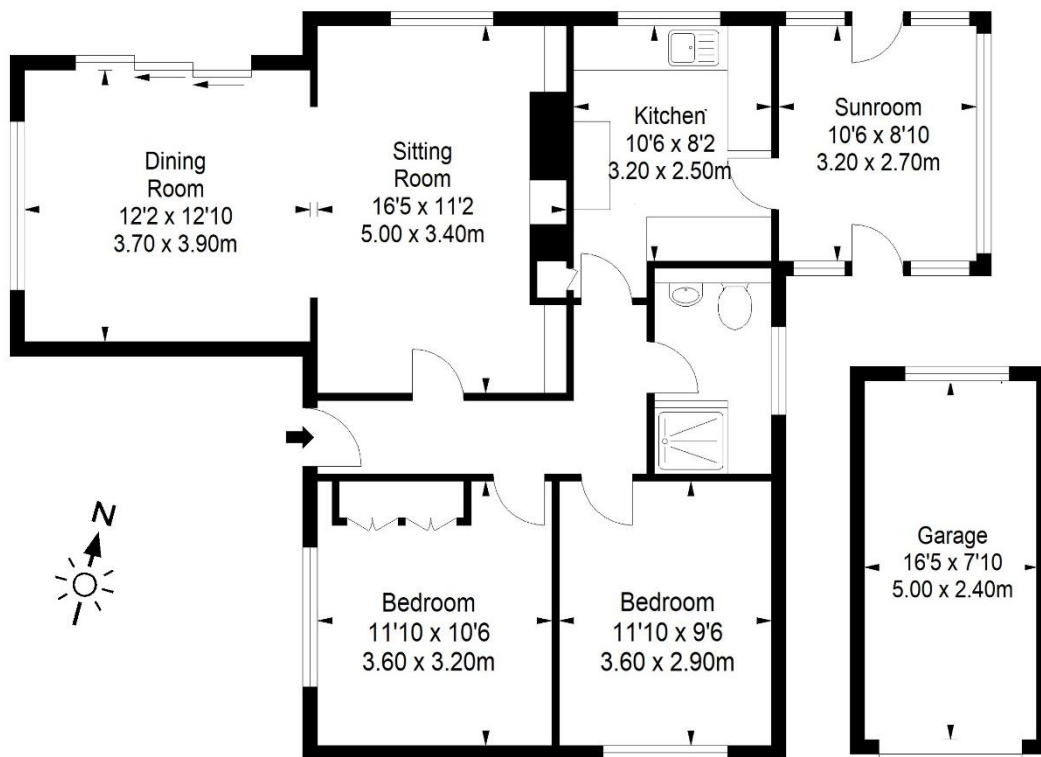 Dining
Room
12'2 x 12'10
3.70 x 3.90m
Sitting
Room
16'5 x 11'2
5.00 x 3.40m
Kitchen
10'6 x 8'2
3.20 x 2.50m
Sunroom
10'6 x 8'10
3.20 x 2.70m
N
Bedroom
11'10 x 10'6
3.60 x 3.20m
Bedroom
11'10 x 9'6
3.60 x 2.90m
Garage
16'5 x 7'10
5.00 x 2.40m